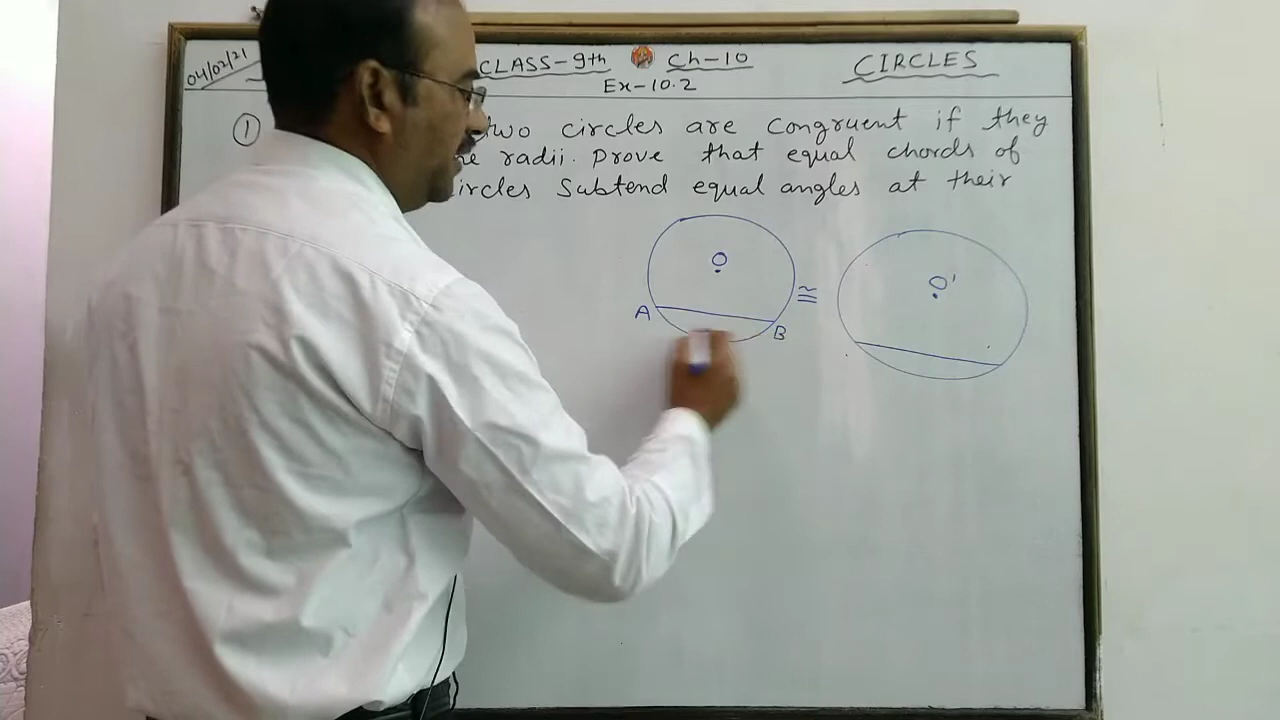 04/02/21 CLASS-9th Ch-10 CIRCLES
Ex-10.2
① two circles are congruent if they
radii. Prove that equal chords of
circles Subtend equal angles at their
O
O'
A B ≅